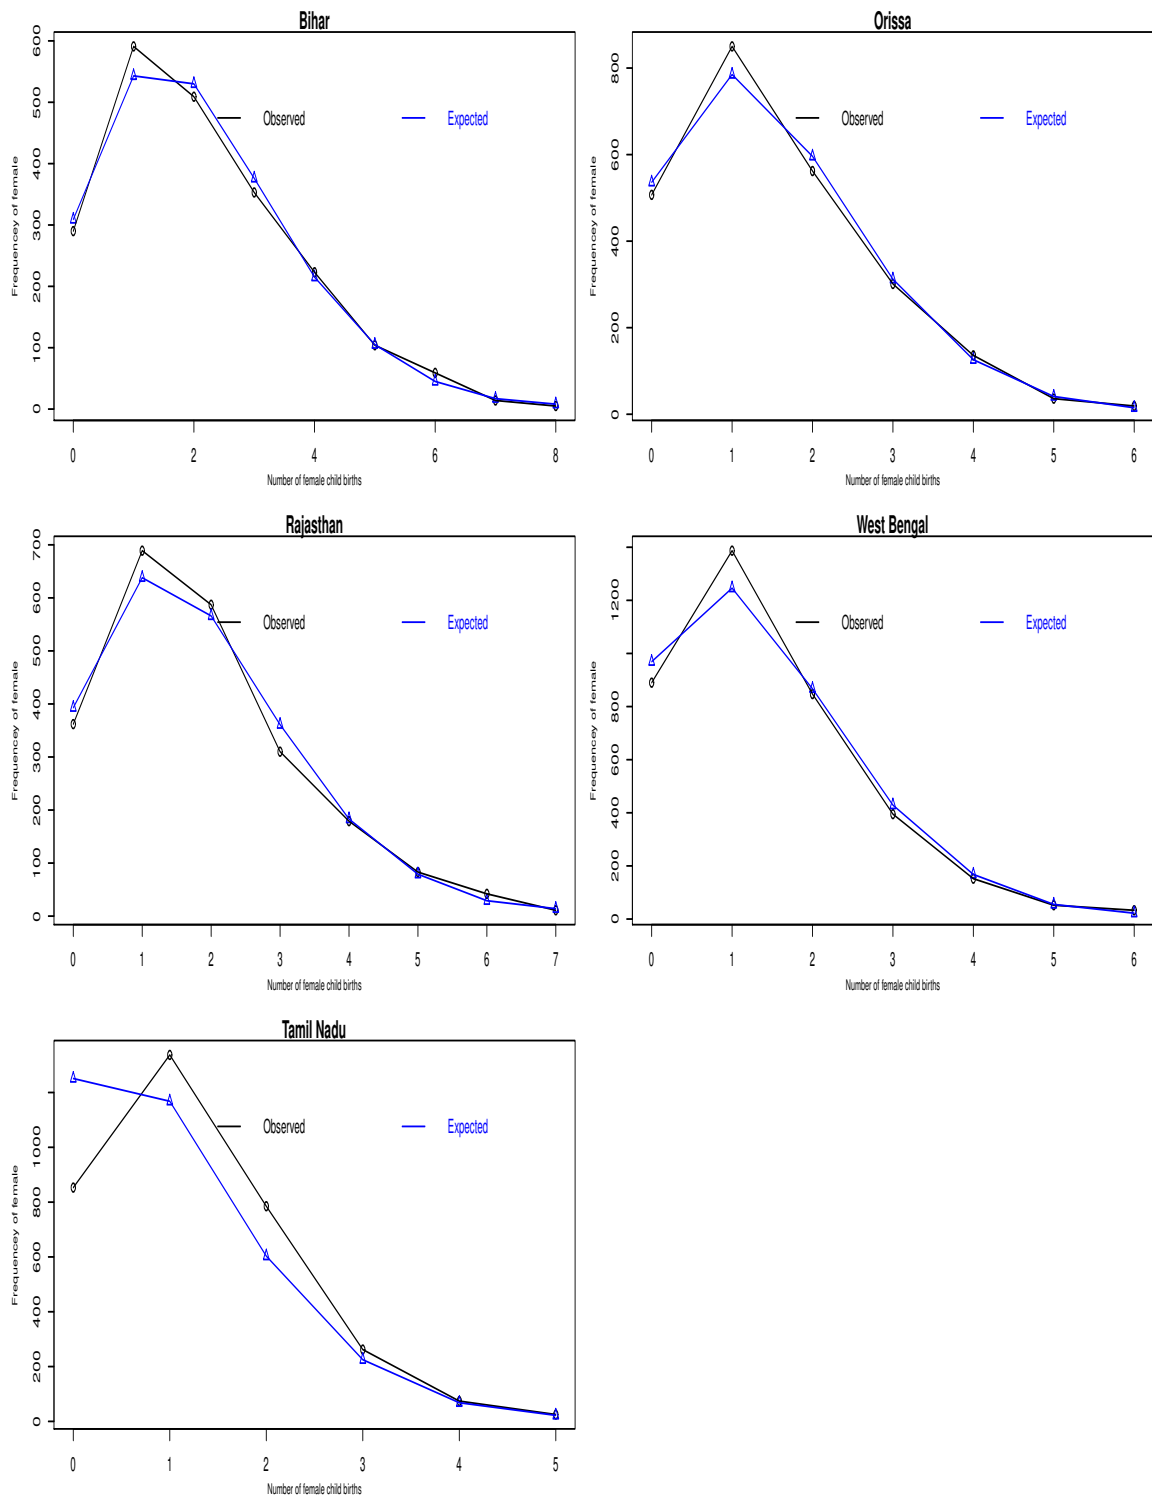 Bihar
Frequencey of female
0 100 200 300 400 500 600
Observed Expected
0 2 4 6 8
Number of female child births
Orissa
Frequencey of female
0 200 400 600 800
Observed Expected
0 1 2 3 4 5 6
Number of female child births
Rajasthan
Frequencey of female
0 100 200 300 400 500 600 700
Observed Expected
0 1 2 3 4 5 6 7
Number of female child births
West Bengal
Frequencey of female
0 200 400 600 800 1200
Observed Expected
0 1 2 3 4 5 6
Number of female child births
Tamil Nadu
Frequencey of female
0 200 400 600 800 1000
Observed Expected
0 1 2 3 4 5
Number of female child births